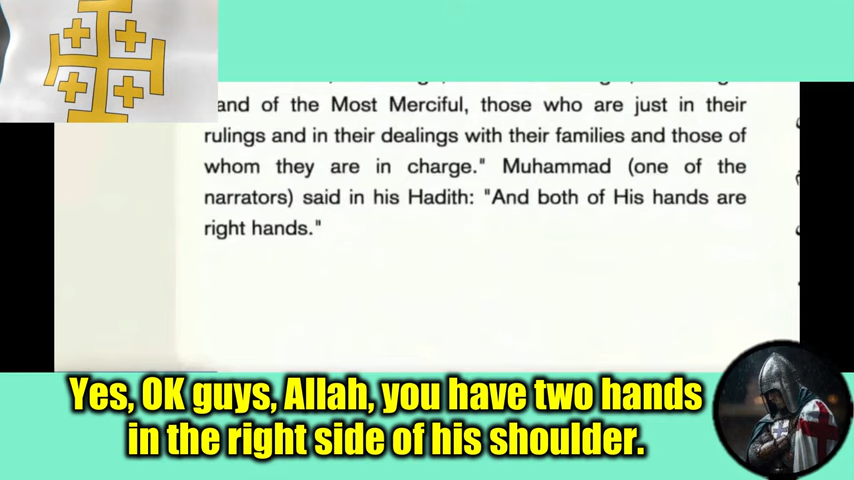 and of the Most Merciful, those who are just in their
rulings and in their dealings with their families and those of
whom they are in charge." Muhammad (one of the
narrators) said in his Hadith: "And both of His hands are
right hands."
Yes, OK guys, Allah, you have two hands
in the right side of his shoulder.